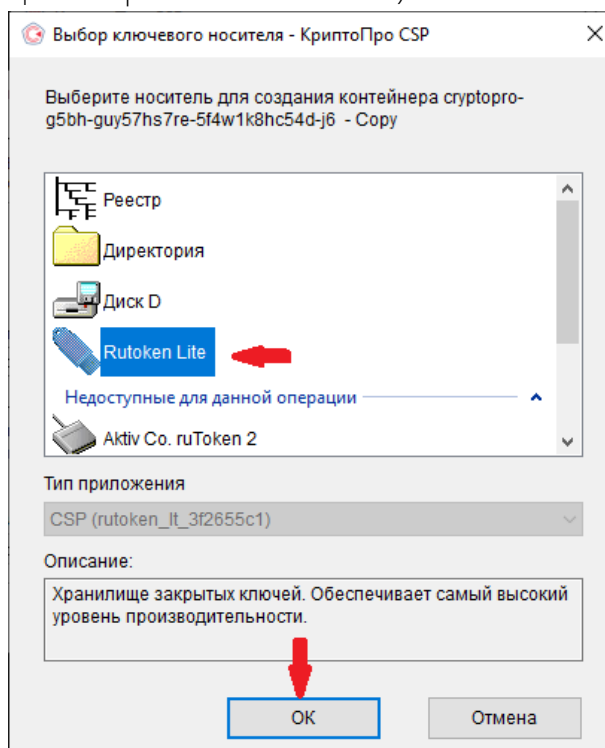 Выбор ключевого носителя - КриптоПро CSP
Выберите носитель для создания контейнера cryptopro-
g5bh-guy57hs7re-5f4w1k8hc54d-j6 - Copy
Реестр
Директория
Диск D
Rutoken Lite
Недоступные для данной операции
Aktiv Co. ruToken 2
Тип приложения
CSP (rutoken_lt_3f2655c1)
Описание:
Хранилище закрытых ключей. Обеспечивает самый высокий
уровень производительности.
ОК
Отмена